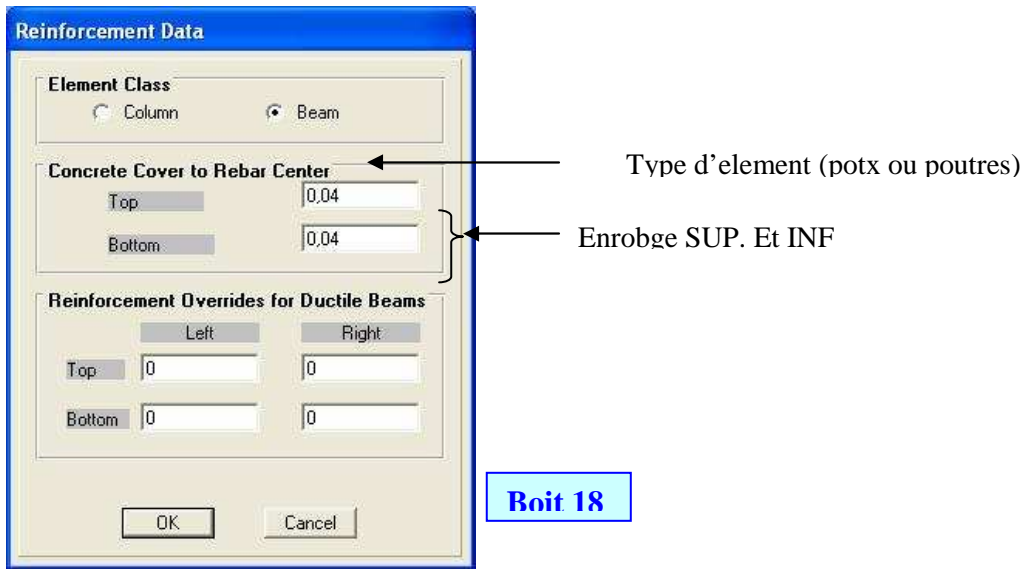 Reinforcement Data
Element Class
Column Beam
Concrete Cover to Rebar Center
Top 0,04
Bottom 0,04
Reinforcement Overrides for Ductile Beams
Left Right
Top 0 0
Bottom 0 0
OK Cancel
Type d’element (potx ou poutres)
Enrobge SUP. Et INF
Boit 18